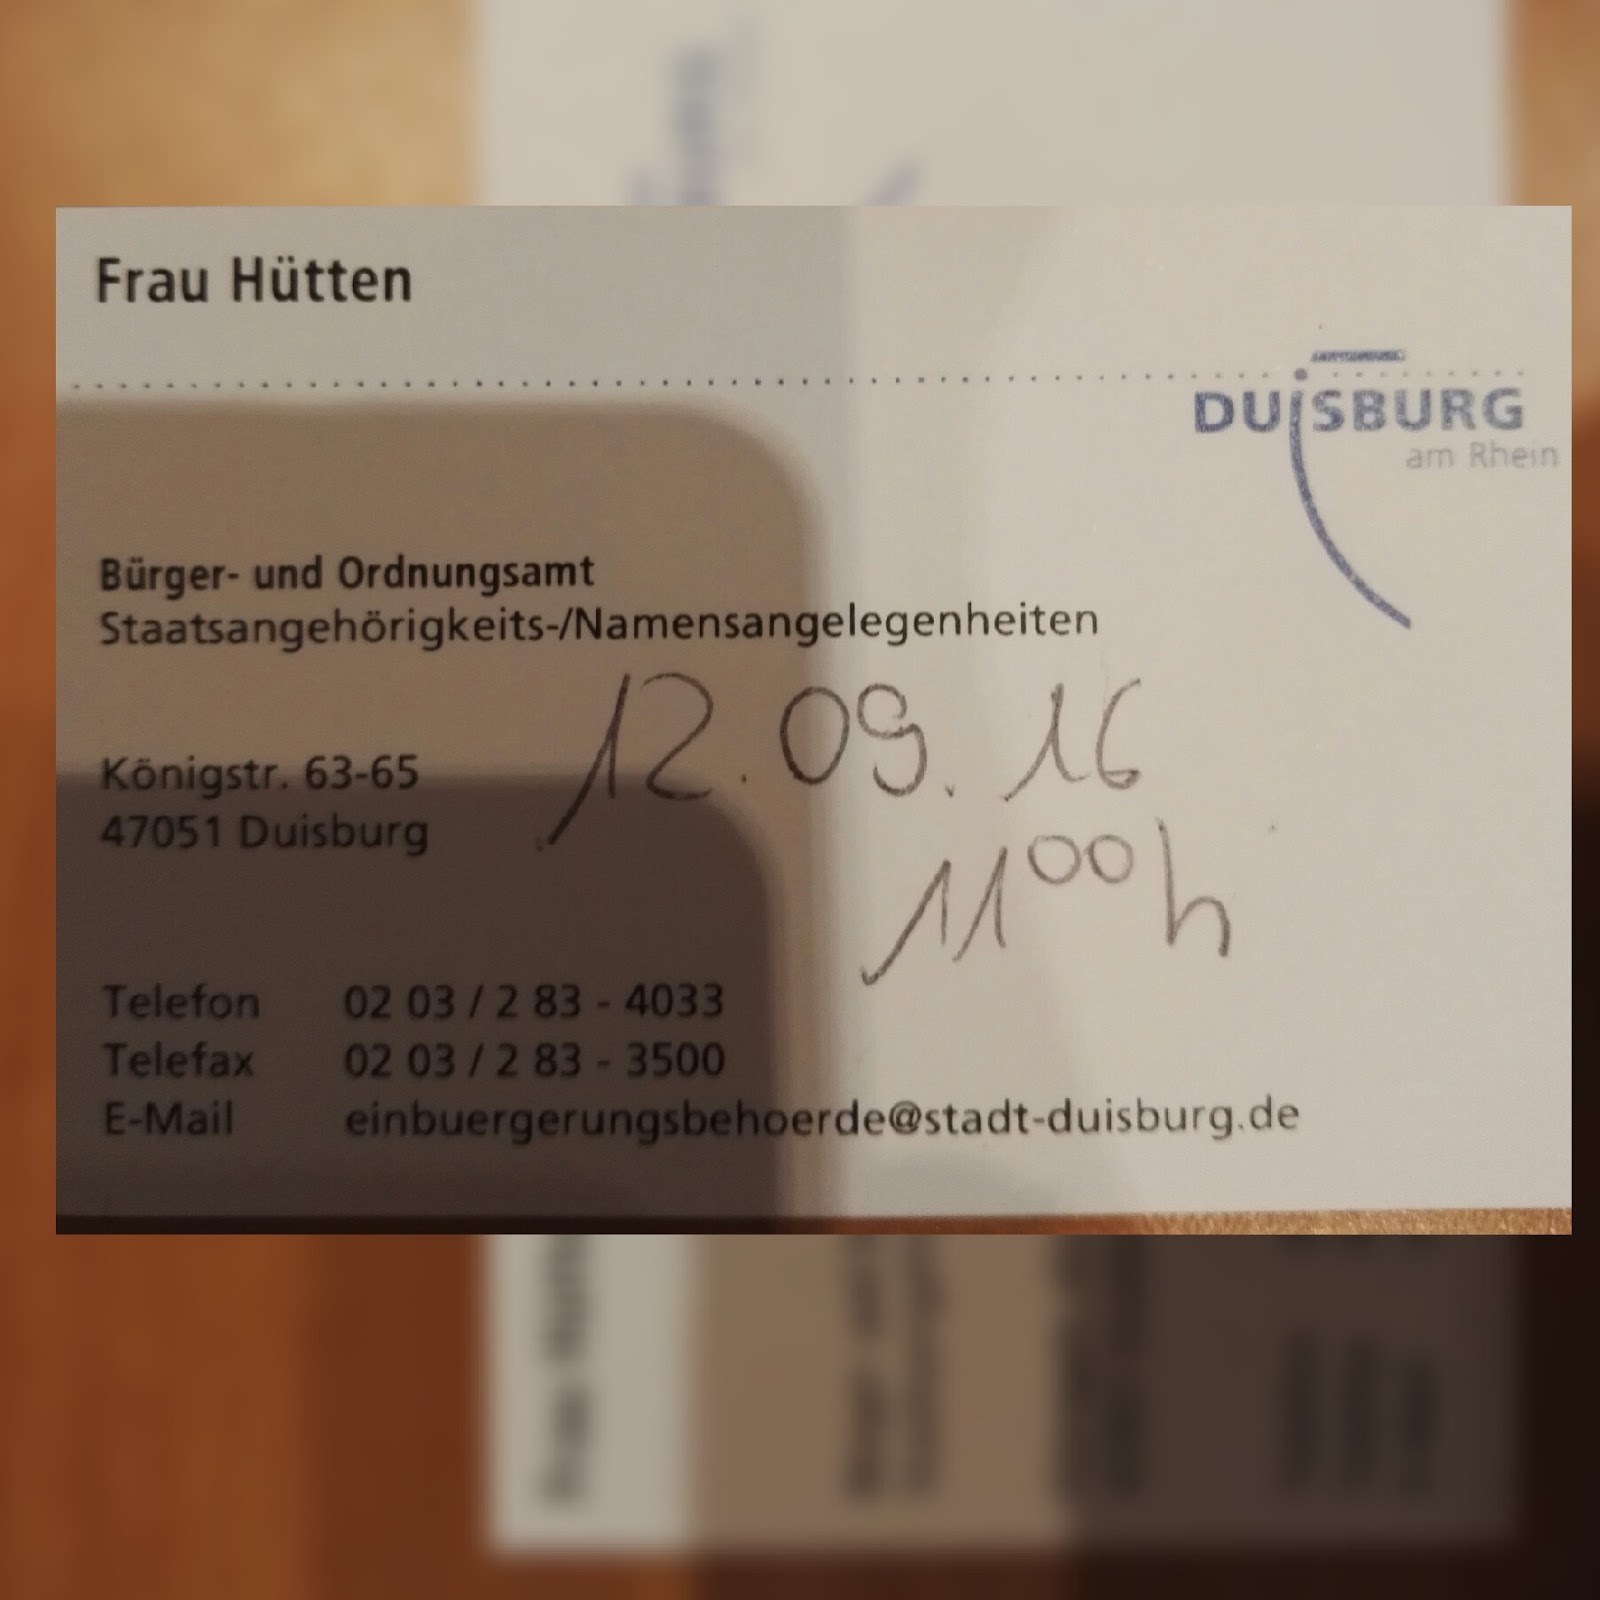 Frau Hütten
DUiSBURG
am Rhein
Bürger- und Ordnungsamt
Staatsangehörigkeits-/Namensangelegenheiten
12.09.16
Königstr. 63-65
47051 Duisburg
11⁰⁰h
Telefon 02 03 / 2 83 - 4033
Telefax 02 03 / 2 83 - 3500
E-Mail einbuergerungsbehoerde@stadt-duisburg.de